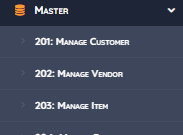 Master
201: Manage Customer
202: Manage Vendor
203: Manage Item